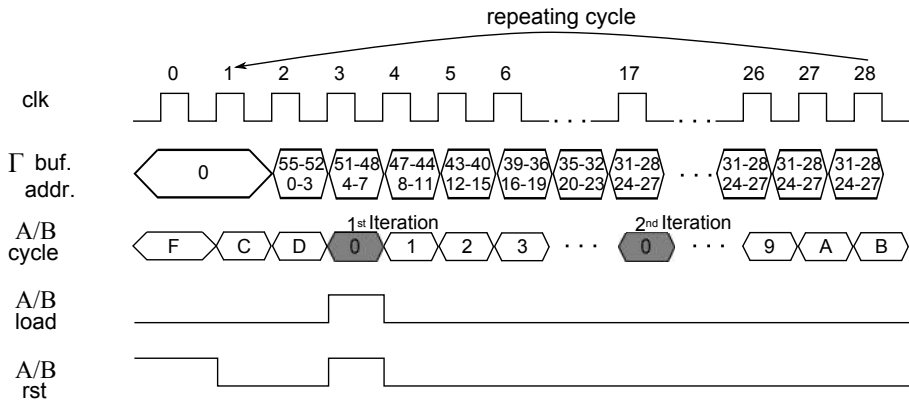 repeating cycle
0 1 2 3 4 5 6 17 26 27 28
clk
. . . . . .
Γ buf. addr.
0
55-52 51-48 47-44 43-40 39-36 35-32 31-28 . . . 31-28 31-28 31-28
0-3 4-7 8-11 12-15 16-19 20-23 24-27 24-27 24-27 24-27
1st Iteration 2nd Iteration
A/B
cycle
F C D 0 1 2 3 . . . 0 . . . 9 A B
A/B
load
A/B
rst